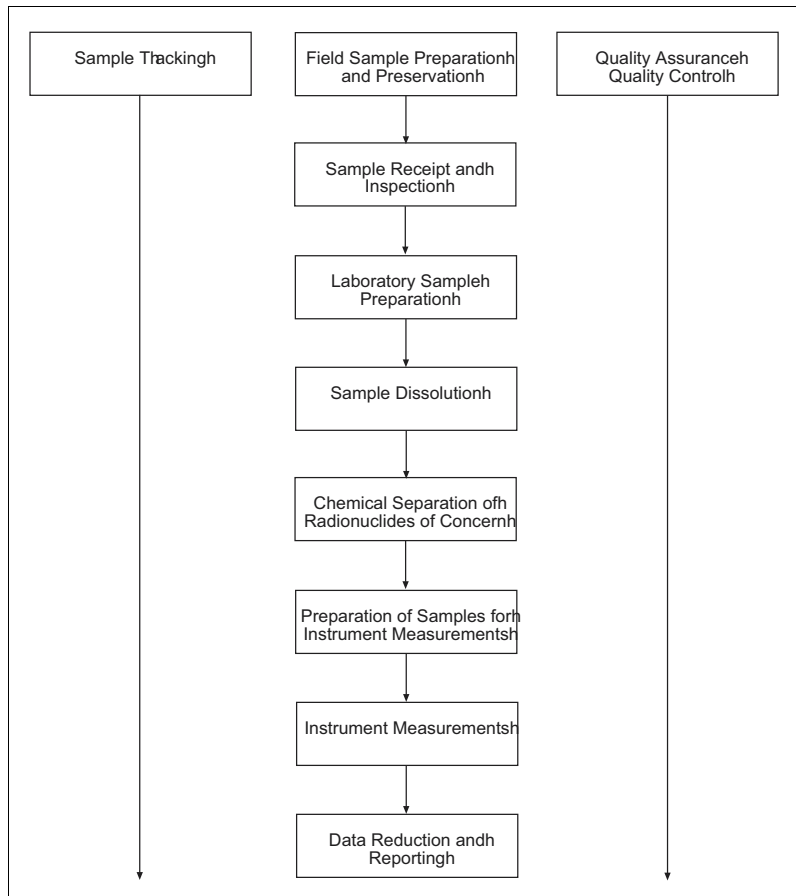 Sample Thackingh
Field Sample Preparationh
and Preservationh
Quality Assuranceh
Quality Controlh
Sample Receipt andh
Inspectionh
Laboratory Sampleh
Preparationh
Sample Dissolutionh
Chemical Separation ofh
Radionuclides of Concernh
Preparation of Samples forh
Instrument Measurementsh
Instrument Measurementsh
Data Reduction andh
Reportingh